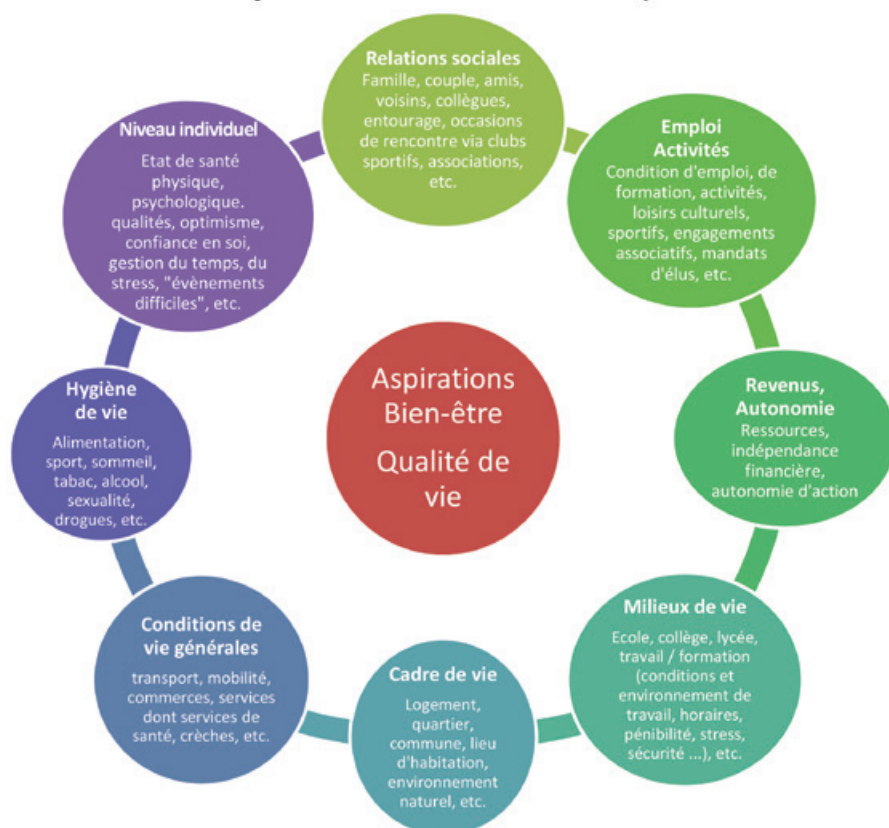 Relations sociales
Famille, couple, amis,
voisins, collègues,
entourage, occasions
de rencontre via clubs
sportifs, associations,
etc.
Emploi
Activités
Condition d'emploi, de
formation, activités,
loisirs culturels,
sportifs, engagements
associatifs, mandats
d'élus, etc.
Revenus,
Autonomie
Ressources,
indépendance
financière,
autonomie d'action
Milieux de vie
Ecole, collège, lycée,
travail / formation
(conditions et
environnement de
travail, horaires,
pénibilité, stress,
sécurité ...), etc.
Cadre de vie
Logement,
quartier,
commune, lieu
d'habitation,
environnement
naturel, etc.
Conditions de
vie générales
transport, mobilité,
commerces, services
dont services de
santé, crèches, etc.
Hygiène
de vie
Alimentation,
sport, sommeil,
tabac, alcool,
sexualité,
drogues, etc.
Niveau individuel
Etat de santé
physique,
psychologique.
qualités, optimisme,
confiance en soi,
gestion du temps, du
stress, "évènements
difficiles", etc.
Aspirations
Bien-être
Qualité de
vie